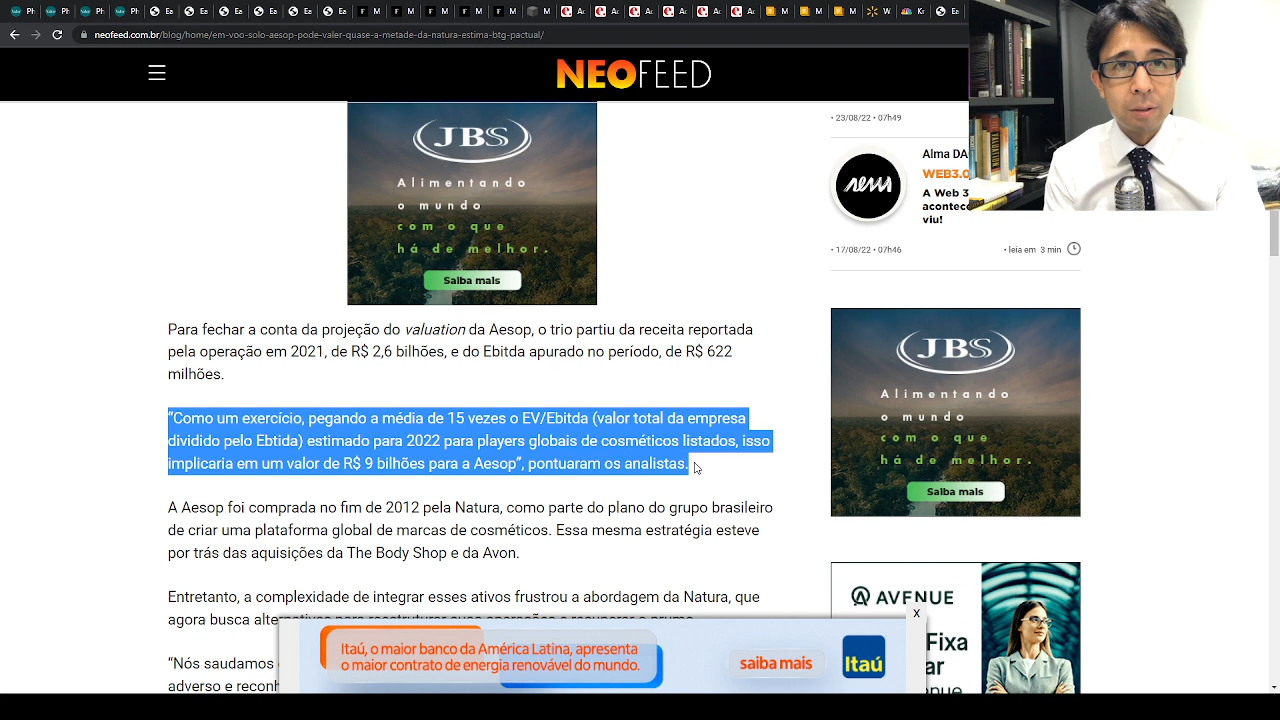 neofeed.com.br/blog/home/em-voo-solo-aesop-pode-valer-quase-a-metade-da-natura-estima-btg-pactual/
NEOFEED
JBS
Alimentando
o mundo
com o que
há de melhor.
Saiba mais
• 23/08/22 • 07h49
Alma DA
WEB3.0
A Web 3
viu!
• 17/08/22 • 07h46
• leia em 3 min
Para fechar a conta da projeção do valuation da Aesop, o trio partiu da receita reportada
pela operação em 2021, de R$ 2,6 bilhões, e do Ebitda apurado no período, de R$ 622
milhões.
“Como um exercício, pegando a média de 15 vezes o EV/Ebitda (valor total da empresa
dividido pelo Ebtida) estimado para 2022 para players globais de cosméticos listados, isso
implicaria em um valor de R$ 9 bilhões para a Aesop”, pontuaram os analistas.
A Aesop foi comprada no fim de 2012 pela Natura, como parte do plano do grupo brasileiro
de criar uma plataforma global de marcas de cosméticos. Essa mesma estratégia esteve
por trás das aquisições da The Body Shop e da Avon.
Entretanto, a complexidade de integrar esses ativos frustrou a abordagem da Natura, que
agora busca
“Nós saudamos
adverso e
JBS
Alimentando
o mundo
com o que
há de melhor.
Saiba mais
AVENUE
Fixa
X
Itaú, o maior banco da América Latina, apresenta
o maior contrato de energia renovável do mundo.
saiba mais
Itaú